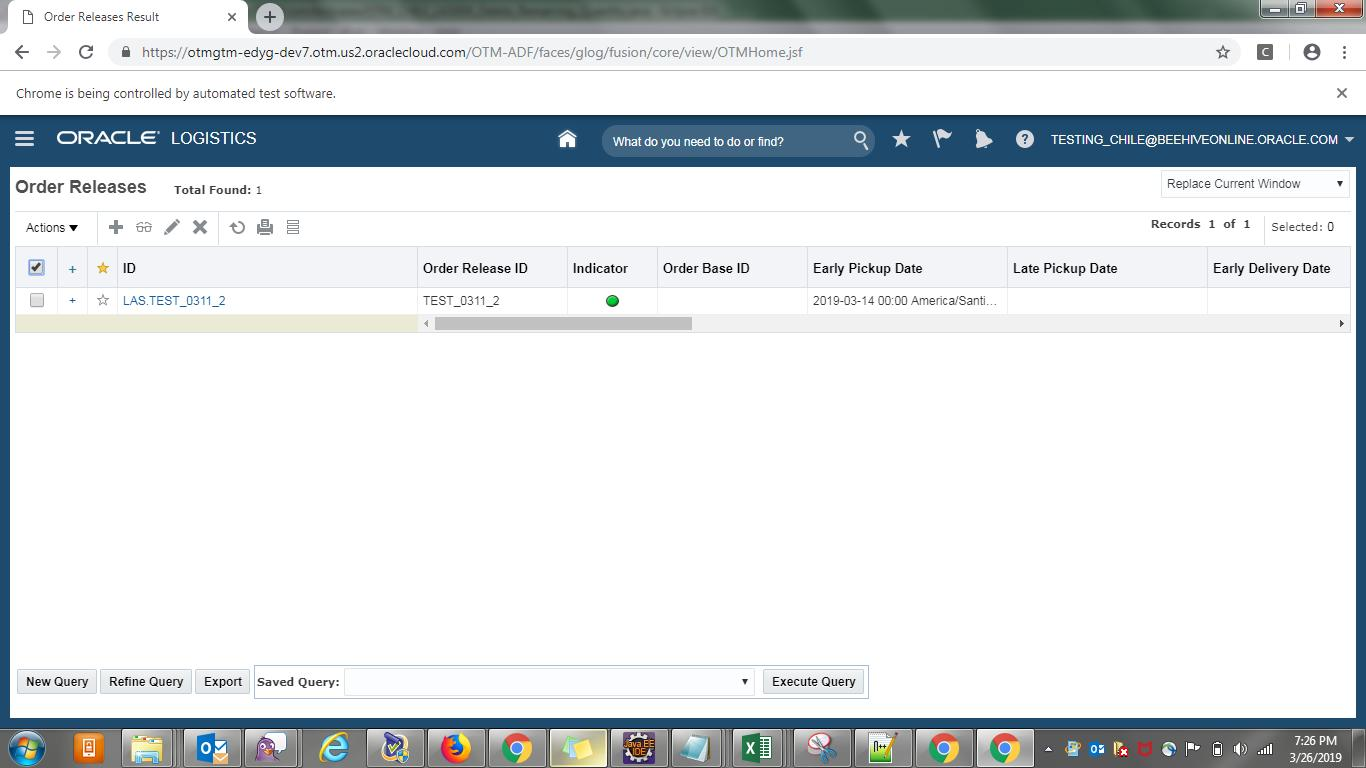 Order Releases Result
https://otmgtm-edyg-dev7.otm.us2.oraclecloud.com/OTM-ADF/faces/glog/fusion/core/view/OTMHome.jsf
C
Chrome is being controlled by automated test software.
ORACLE LOGISTICS
What do you need to do or find?
TESTING_CHILE@BEEHIVEONLINE.ORACLE.COM
Order Releases Total Found: 1
Replace Current Window
Actions
Records 1 of 1 Selected: 0
ID Order Release ID Indicator Order Base ID Early Pickup Date Late Pickup Date Early Delivery Date
LAS.TEST_0311_2 TEST_0311_2 2019-03-14 00:00 America/Santi...
New Query Refine Query Export Saved Query: Execute Query
Java EE
IDE
7:26 PM
3/26/2019